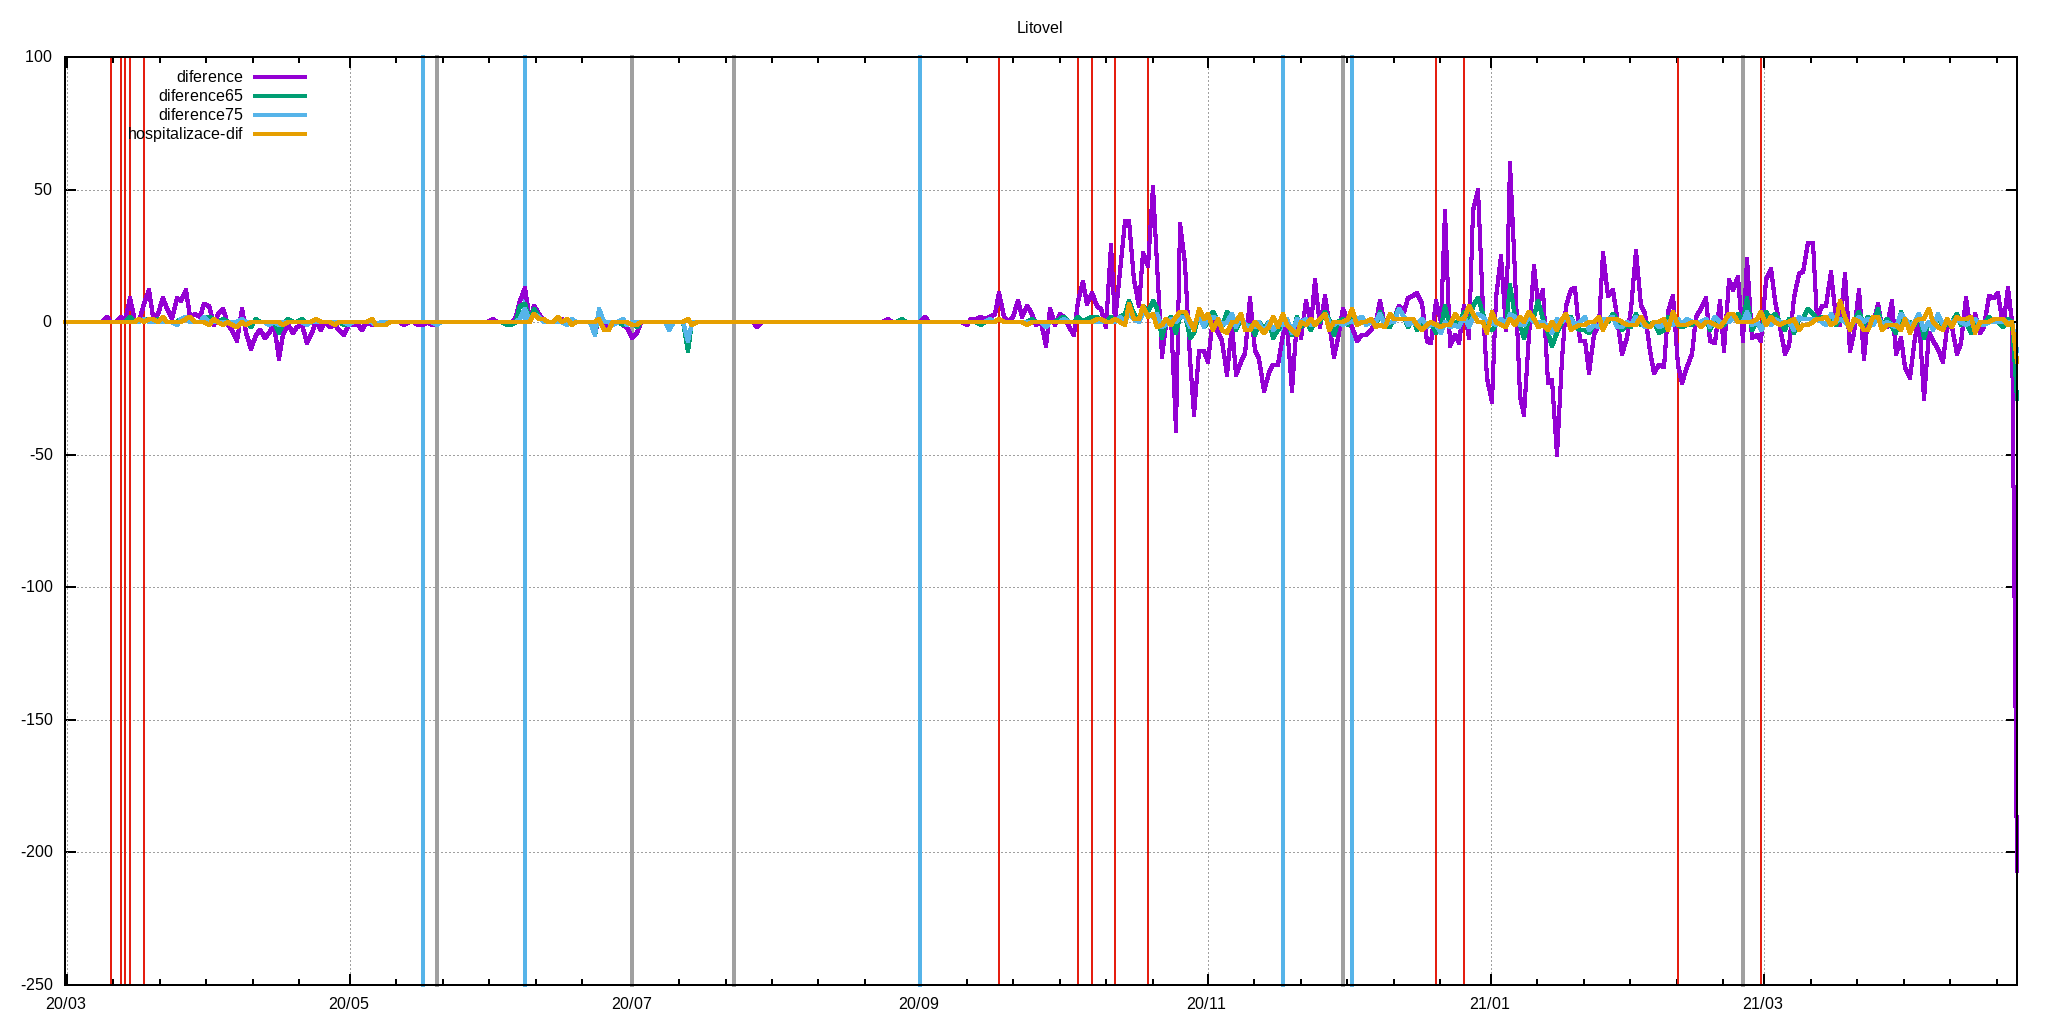 Litovel
100
50
0
-50
-100
-150
-200
-250
diference
diference65
diference75
hospitalizace-dif
20/03 20/05 20/07 20/09 20/11 21/01 21/03